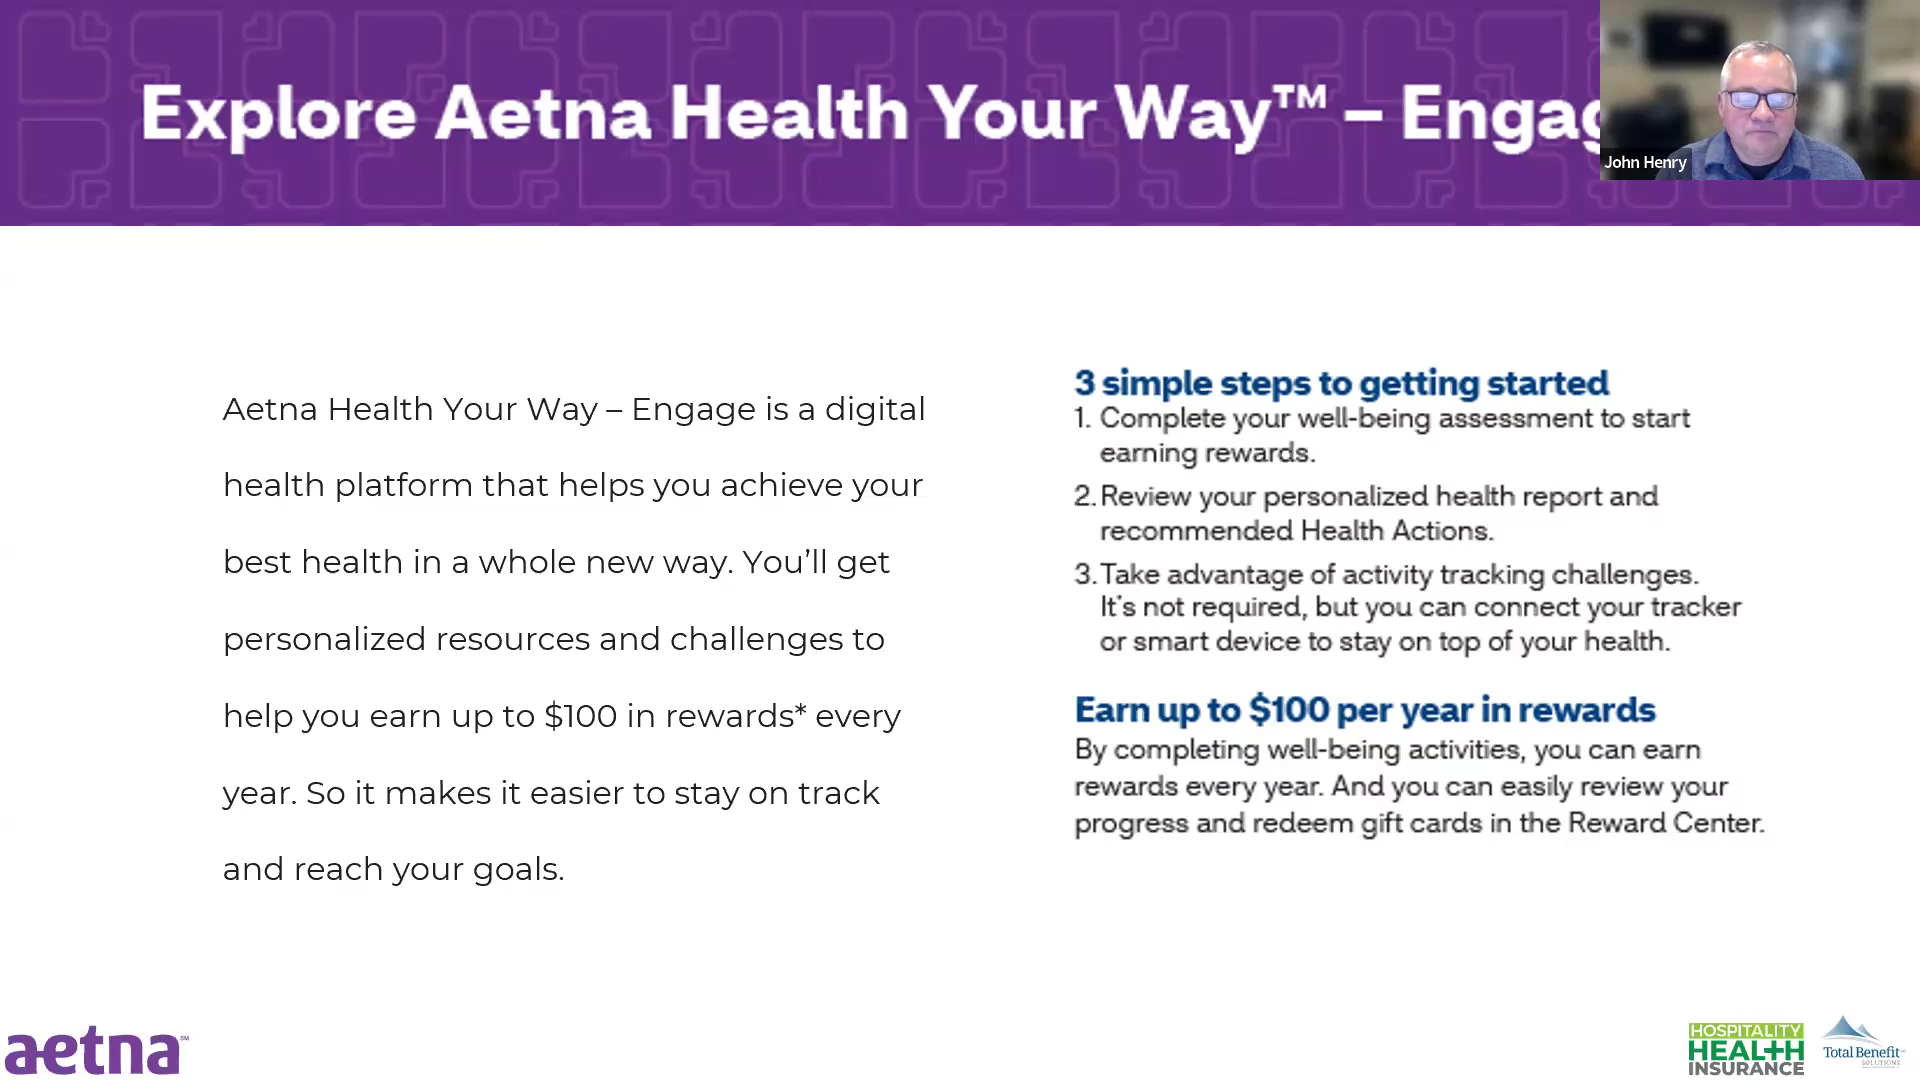 Explore Aetna Health Your Way™ – Engag
John Henry
Aetna Health Your Way – Engage is a digital
health platform that helps you achieve your
best health in a whole new way. You’ll get
personalized resources and challenges to
help you earn up to $100 in rewards* every
year. So it makes it easier to stay on track
and reach your goals.
3 simple steps to getting started
1. Complete your well-being assessment to start
earning rewards.
2. Review your personalized health report and
recommended Health Actions.
3. Take advantage of activity tracking challenges.
It’s not required, but you can connect your tracker
or smart device to stay on top of your health.
Earn up to $100 per year in rewards
By completing well-being activities, you can earn
rewards every year. And you can easily review your
progress and redeem gift cards in the Reward Center.
aetna℠
HOSPITALITY
HEALTH
INSURANCE
Total Benefit
SOLUTIONS